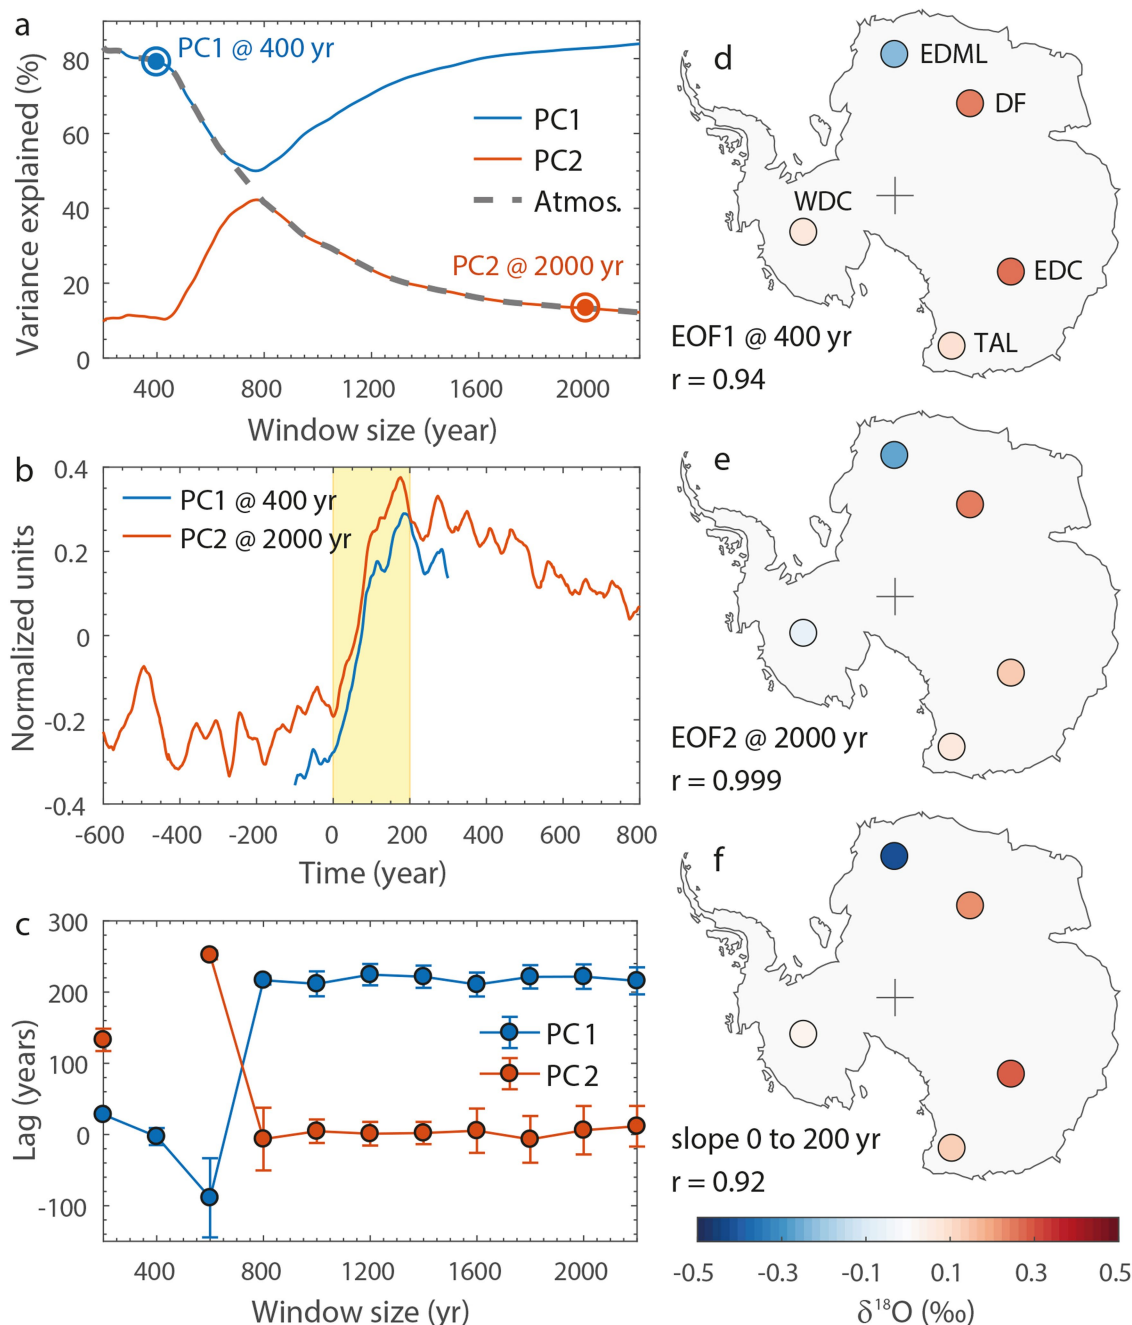 a
PC1 @ 400 yr
PC1
PC2
Atmos.
PC2 @ 2000 yr
Variance explained (%)
80
60
40
20
0
400 800 1200 1600 2000
Window size (year)
b
PC1 @ 400 yr
PC2 @ 2000 yr
Normalized units
0.4
0.2
0
-0.2
-0.4
-600 -400 -200 0 200 400 600 800
Time (year)
c
PC1
PC2
Lag (years)
300
200
100
0
-100
400 800 1200 1600 2000
Window size (yr)
d
EDML
DF
WDC
EDC
TAL
EOF1 @ 400 yr
r = 0.94
e
EOF2 @ 2000 yr
r = 0.999
f
slope 0 to 200 yr
r = 0.92
-0.5 -0.3 -0.1 0.1 0.3 0.5
δ¹⁸O (‰)